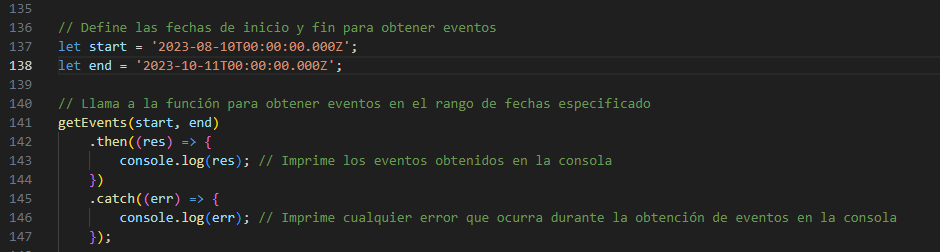 135
136 // Define las fechas de inicio y fin para obtener eventos
137 let start = '2023-08-10T00:00:00.000Z';
138 let end = '2023-10-11T00:00:00.000Z';
139
140 // Llama a la función para obtener eventos en el rango de fechas especificado
141 getEvents(start, end)
142     .then((res) => {
143         console.log(res); // Imprime los eventos obtenidos en la consola
144     })
145     .catch((err) => {
146         console.log(err); // Imprime cualquier error que ocurra durante la obtención de eventos en la consola
147     });